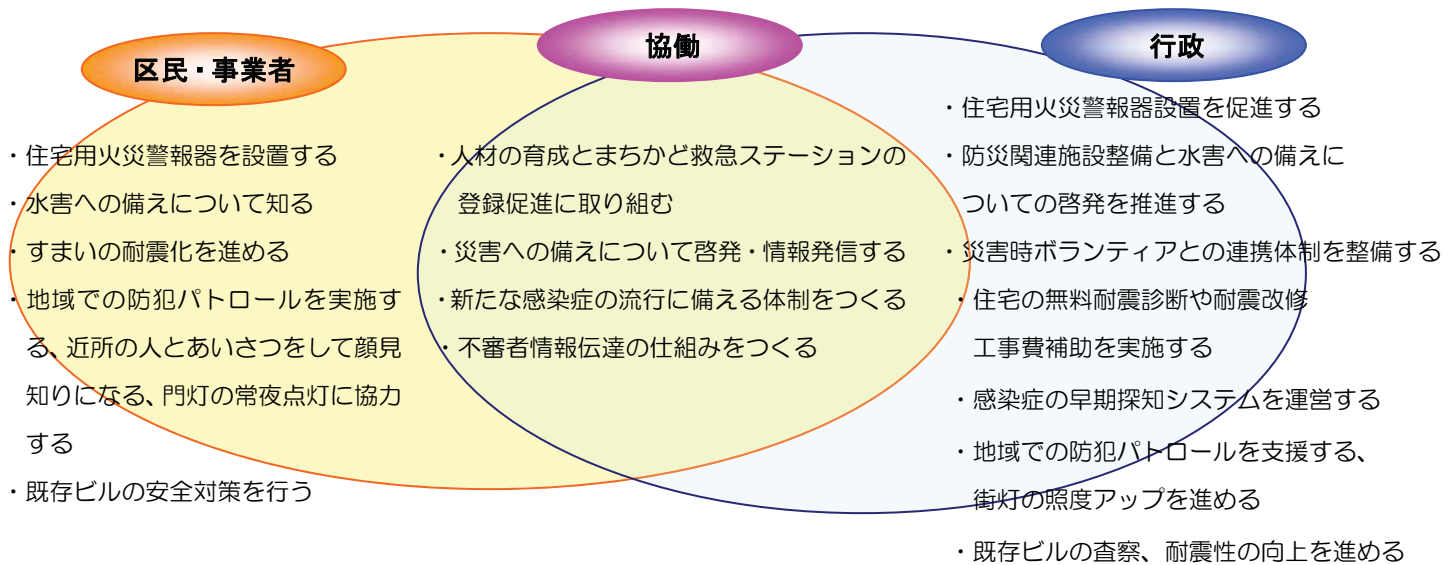 区民・事業者
・住宅用火災警報器を設置する
・水害への備えについて知る
・すまいの耐震化を進める
・地域での防犯パトロールを実施す
る、近所の人とあいさつをして顔見
知りになる、門灯の常夜点灯に協力
する
・既存ビルの安全対策を行う
協働
・人材の育成とまちかど救急ステーションの
登録促進に取り組む
・災害への備えについて啓発・情報発信する
・新たな感染症の流行に備える体制をつくる
・不審者情報伝達の仕組みをつくる
行政
・住宅用火災警報器設置を促進する
・防災関連施設整備と水害への備えに
ついての啓発を推進する
・災害時ボランティアとの連携体制を整備する
・住宅の無料耐震診断や耐震改修
工事費補助を実施する
・感染症の早期探知システムを運営する
・地域での防犯パトロールを支援する、
街灯の照度アップを進める
・既存ビルの査察、耐震性の向上を進める